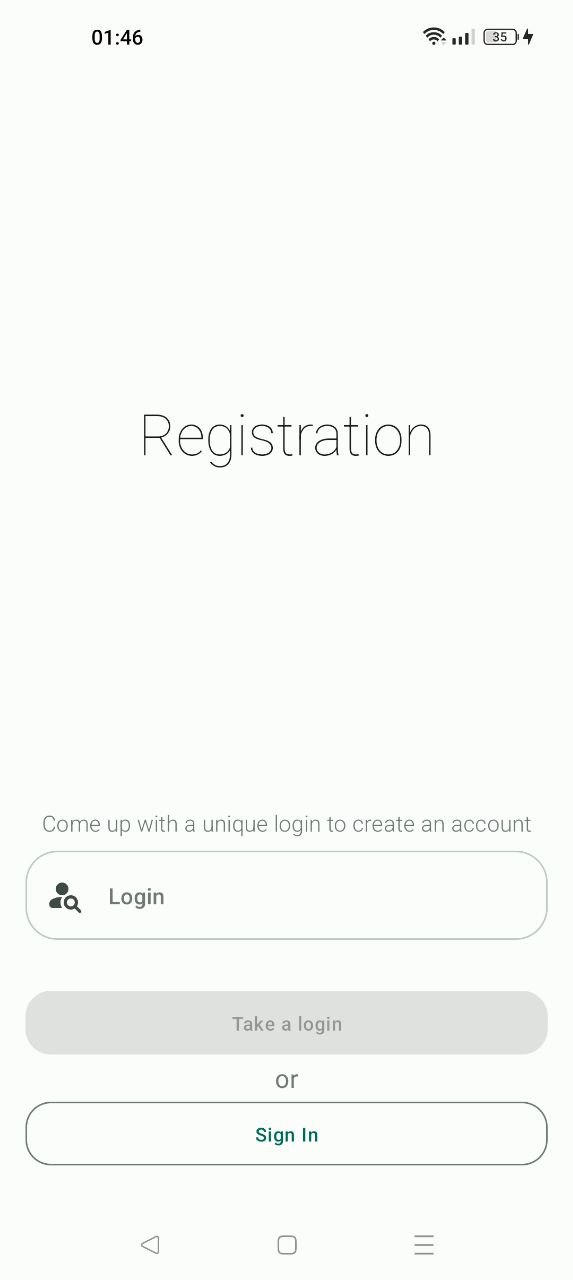 01:46
35
Registration
Come up with a unique login to create an account
Login
Take a login
or
Sign In